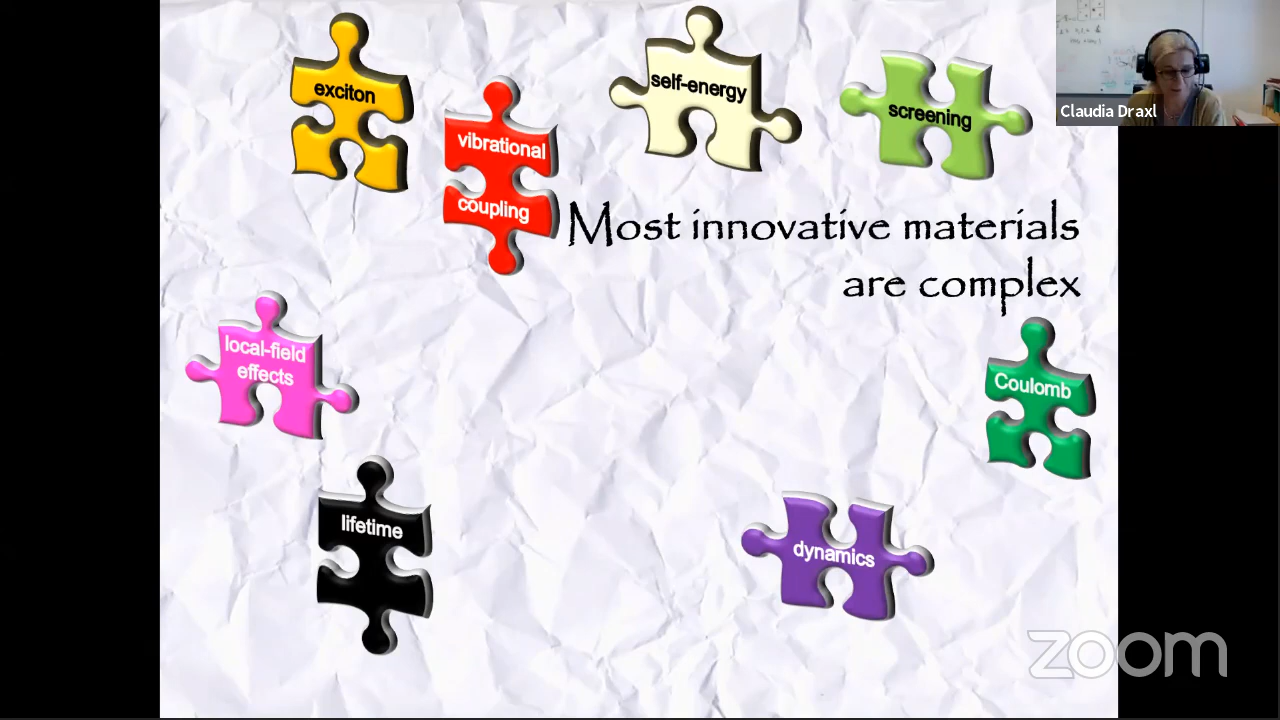 exciton
vibrational
coupling
self-energy
screening
Claudia Draxl
Most innovative materials
are complex
local-field
effects
Coulomb
lifetime
dynamics
zoom